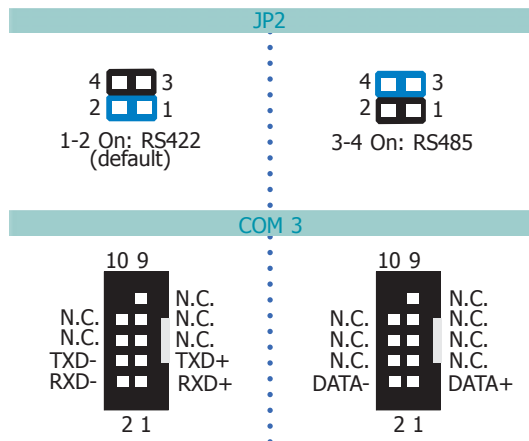 JP2
4 3
2 1
1-2 On: RS422
(default)
4 3
2 1
3-4 On: RS485
COM 3
10 9
N.C.
N.C. N.C.
N.C. N.C.
TXD- TXD+
RXD- RXD+
2 1
10 9
N.C.
N.C. N.C.
N.C. N.C.
N.C. N.C.
DATA- DATA+
2 1